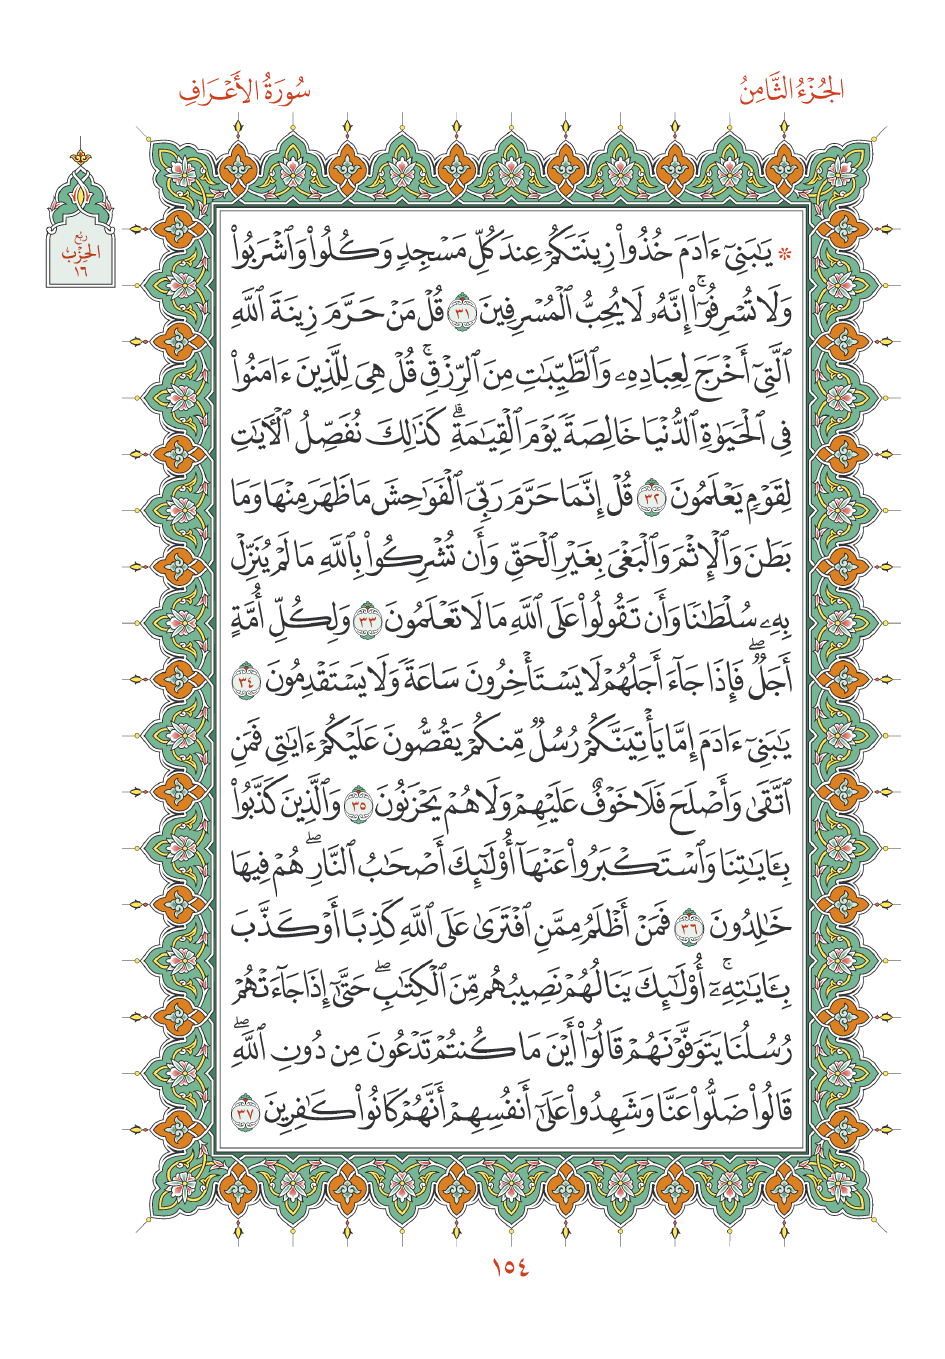 الجُزْءُ الثَّامِنُ
سُورَةُ الأَعْرَافِ
رُبْع
الحِزْب
١٦
* يَٰبَنِيٓ ءَادَمَ خُذُواْ زِينَتَكُمۡ عِندَ كُلِّ مَسۡجِدٖ وَكُلُواْ وَٱشۡرَبُواْ
وَلَا تُسۡرِفُوٓاْۚ إِنَّهُۥ لَا يُحِبُّ ٱلۡمُسۡرِفِينَ ٣١ قُلۡ مَنۡ حَرَّمَ زِينَةَ ٱللَّهِ
ٱلَّتِيٓ أَخۡرَجَ لِعِبَادِهِۦ وَٱلطَّيِّبَٰتِ مِنَ ٱلرِّزۡقِۚ قُلۡ هِيَ لِلَّذِينَ ءَامَنُواْ
فِي ٱلۡحَيَوٰةِ ٱلدُّنۡيَا خَالِصَةٗ يَوۡمَ ٱلۡقِيَٰمَةِۗ كَذَٰلِكَ نُفَصِّلُ ٱلۡأٓيَٰتِ
لِقَوۡمٖ يَعۡلَمُونَ ٣٢ قُلۡ إِنَّمَا حَرَّمَ رَبِّيَ ٱلۡفَوَٰحِشَ مَا ظَهَرَ مِنۡهَا وَمَا
بَطَنَ وَٱلۡإِثۡمَ وَٱلۡبَغۡيَ بِغَيۡرِ ٱلۡحَقِّ وَأَن تُشۡرِكُواْ بِٱللَّهِ مَا لَمۡ يُنَزِّلۡ
بِهِۦ سُلۡطَٰنٗا وَأَن تَقُولُواْ عَلَى ٱللَّهِ مَا لَا تَعۡلَمُونَ ٣٣ وَلِكُلِّ أُمَّةٍ
أَجَلٞۖ فَإِذَا جَآءَ أَجَلُهُمۡ لَا يَسۡتَأۡخِرُونَ سَاعَةٗ وَلَا يَسۡتَقۡدِمُونَ ٣٤
يَٰبَنِيٓ ءَادَمَ إِمَّا يَأۡتِيَنَّكُمۡ رُسُلٞ مِّنكُمۡ يَقُصُّونَ عَلَيۡكُمۡ ءَايَٰتِي فَمَنِ
ٱتَّقَىٰ وَأَصۡلَحَ فَلَا خَوۡفٌ عَلَيۡهِمۡ وَلَا هُمۡ يَحۡزَنُونَ ٣٥ وَٱلَّذِينَ كَذَّبُواْ
بِـَٔايَٰتِنَا وَٱسۡتَكۡبَرُواْ عَنۡهَآ أُوْلَٰٓئِكَ أَصۡحَٰبُ ٱلنَّارِۖ هُمۡ فِيهَا
خَٰلِدُونَ ٣٦ فَمَنۡ أَظۡلَمُ مِمَّنِ ٱفۡتَرَىٰ عَلَى ٱللَّهِ كَذِبًا أَوۡ كَذَّبَ
بِـَٔايَٰتِهِۦٓۚ أُوْلَٰٓئِكَ يَنَالُهُمۡ نَصِيبُهُم مِّنَ ٱلۡكِتَٰبِۖ حَتَّىٰٓ إِذَا جَآءَتۡهُمۡ
رُسُلُنَا يَتَوَفَّوۡنَهُمۡ قَالُوٓاْ أَيۡنَ مَا كُنتُمۡ تَدۡعُونَ مِن دُونِ ٱللَّهِۖ
قَالُواْ ضَلُّواْ عَنَّا وَشَهِدُواْ عَلَىٰٓ أَنفُسِهِمۡ أَنَّهُمۡ كَانُواْ كَٰفِرِينَ ٣٧
١٥٤